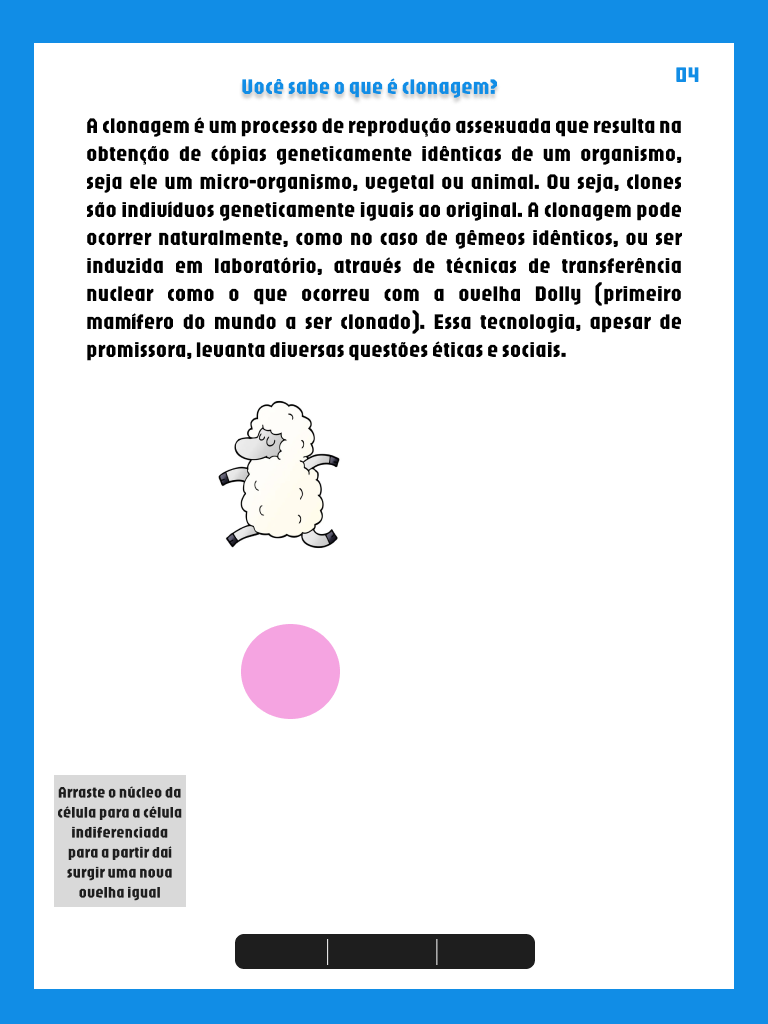 04
Você sabe o que é clonagem?
A clonagem é um processo de reprodução assexuada que resulta na
obtenção de cópias geneticamente idênticas de um organismo,
seja ele um micro-organismo, vegetal ou animal. Ou seja, clones
são indivíduos geneticamente iguais ao original. A clonagem pode
ocorrer naturalmente, como no caso de gêmeos idênticos, ou ser
induzida em laboratório, através de técnicas de transferência
nuclear como o que ocorreu com a ovelha Dolly (primeiro
mamífero do mundo a ser clonado). Essa tecnologia, apesar de
promissora, levanta diversas questões éticas e sociais.
Arraste o núcleo da
célula para a célula
indiferenciada
para a partir daí
surgir uma nova
ovelha igual